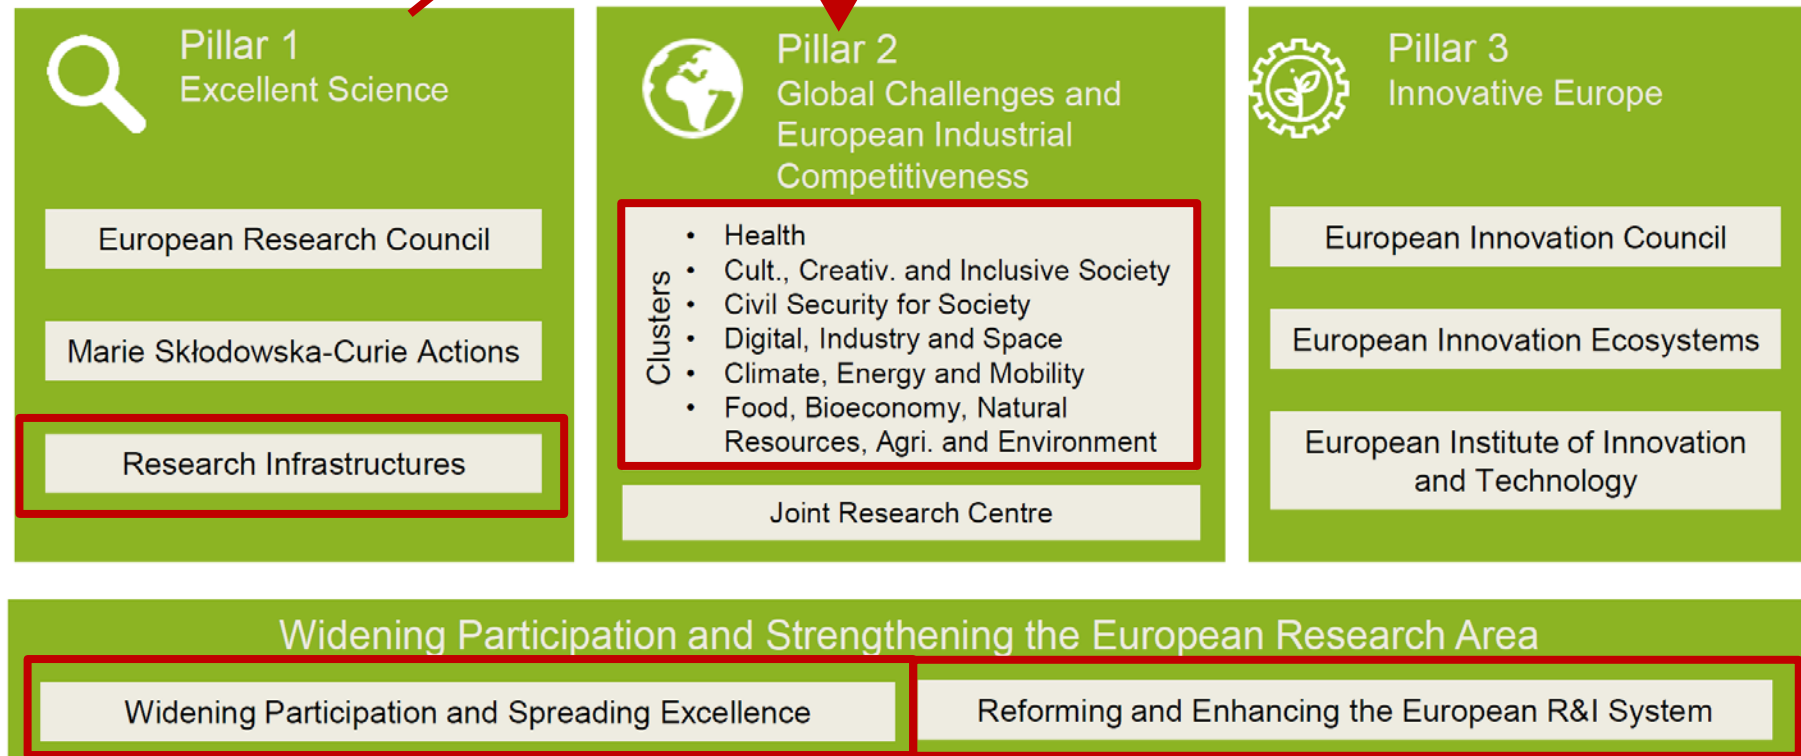 Pillar 1
Excellent Science
European Research Council
Marie Skłodowska-Curie Actions
Research Infrastructures
Pillar 2
Global Challenges and
European Industrial
Competitiveness
Clusters
• Health
• Cult., Creativ. and Inclusive Society
• Civil Security for Society
• Digital, Industry and Space
• Climate, Energy and Mobility
• Food, Bioeconomy, Natural
Resources, Agri. and Environment
Joint Research Centre
Pillar 3
Innovative Europe
European Innovation Council
European Innovation Ecosystems
European Institute of Innovation
and Technology
Widening Participation and Strengthening the European Research Area
Widening Participation and Spreading Excellence
Reforming and Enhancing the European R&I System